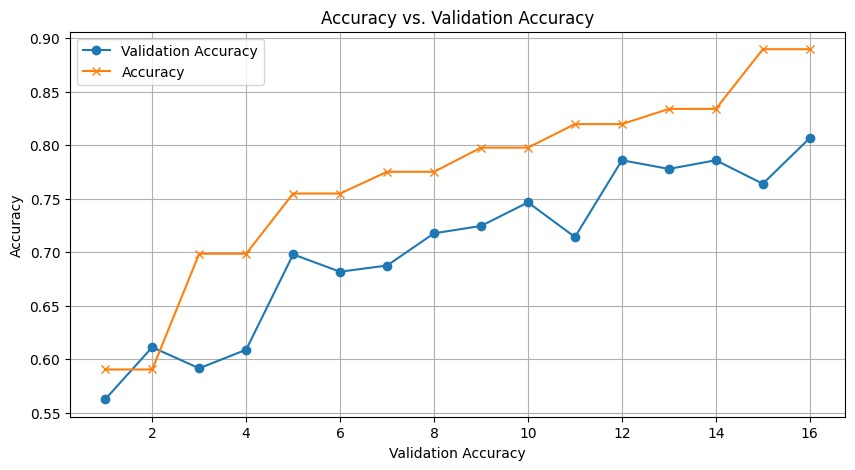 Accuracy vs. Validation Accuracy
Validation Accuracy
Accuracy
0.90
0.85
0.80
0.75
0.70
0.65
0.60
0.55
Accuracy
2 4 6 8 10 12 14 16
Validation Accuracy